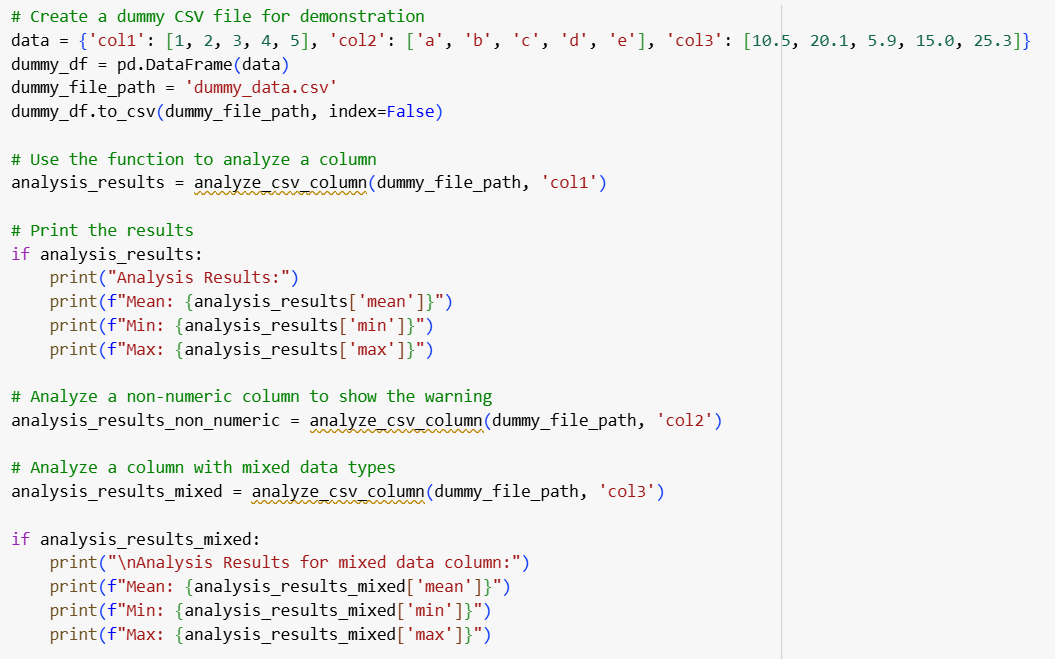 # Create a dummy CSV file for demonstration
data = {'col1': [1, 2, 3, 4, 5], 'col2': ['a', 'b', 'c', 'd', 'e'], 'col3': [10.5, 20.1, 5.9, 15.0, 25.3]}
dummy_df = pd.DataFrame(data)
dummy_file_path = 'dummy_data.csv'
dummy_df.to_csv(dummy_file_path, index=False)

# Use the function to analyze a column
analysis_results = analyze_csv_column(dummy_file_path, 'col1')

# Print the results
if analysis_results:
    print("Analysis Results:")
    print(f"Mean: {analysis_results['mean']}")
    print(f"Min: {analysis_results['min']}")
    print(f"Max: {analysis_results['max']}")

# Analyze a non-numeric column to show the warning
analysis_results_non_numeric = analyze_csv_column(dummy_file_path, 'col2')

# Analyze a column with mixed data types
analysis_results_mixed = analyze_csv_column(dummy_file_path, 'col3')

if analysis_results_mixed:
    print("\nAnalysis Results for mixed data column:")
    print(f"Mean: {analysis_results_mixed['mean']}")
    print(f"Min: {analysis_results_mixed['min']}")
    print(f"Max: {analysis_results_mixed['max']}")